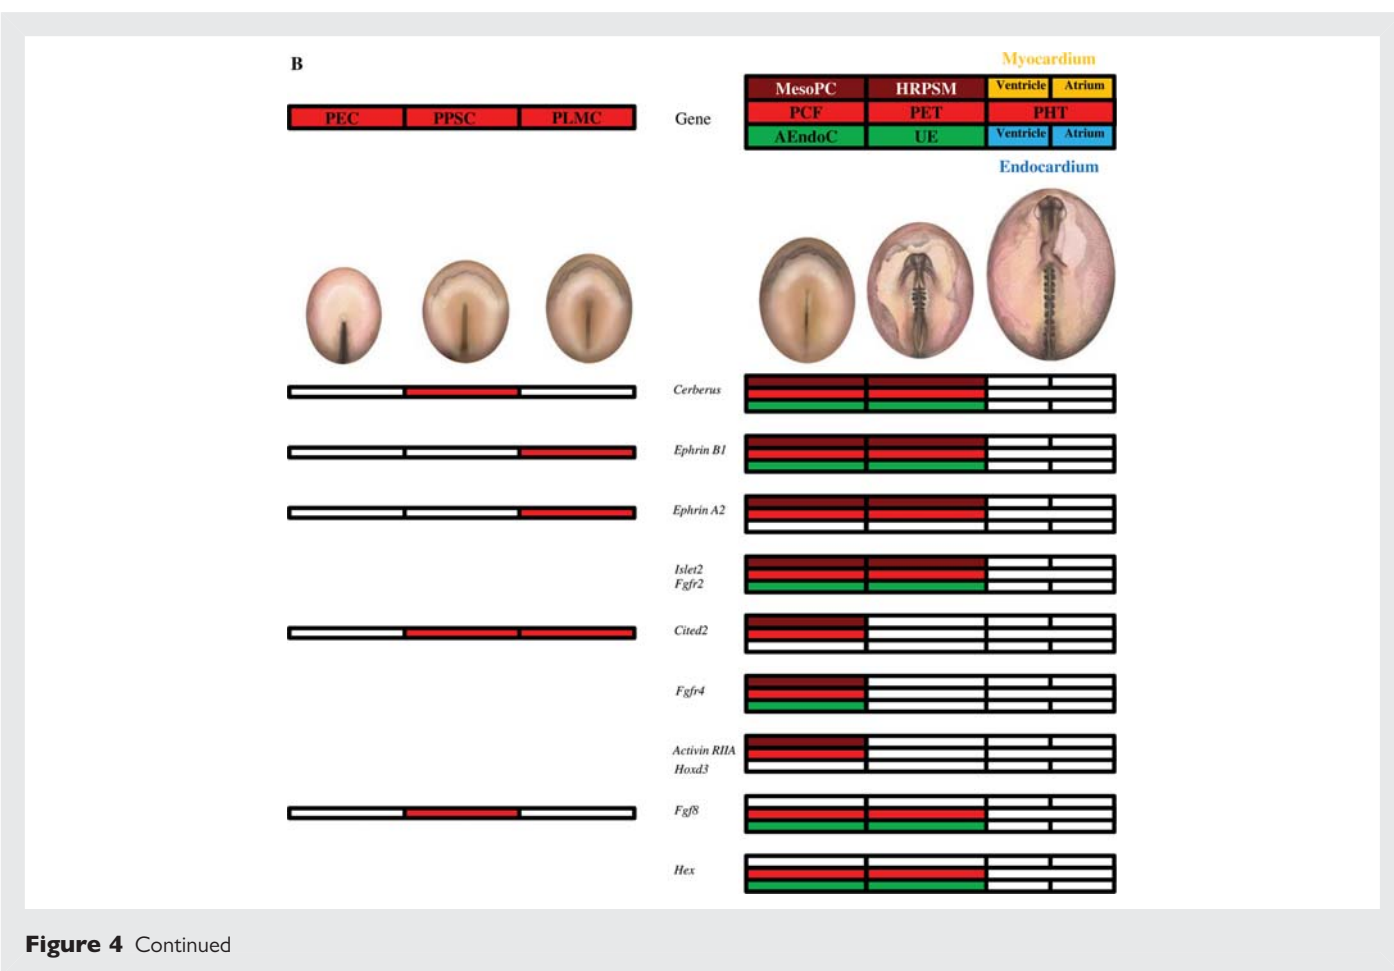 B
Myocardium
MesoPC HRPSM Ventricle Atrium
PEC PPSC PLMC Gene PCF PET PHT
AEndoC UE Ventricle Atrium
Endocardium
Cerberus
Ephrin B1
Ephrin A2
Islet2
Fgfr2
Cited2
Fgfr4
Activin RIIA
Hoxd3
Fgf8
Hex
Figure 4 Continued